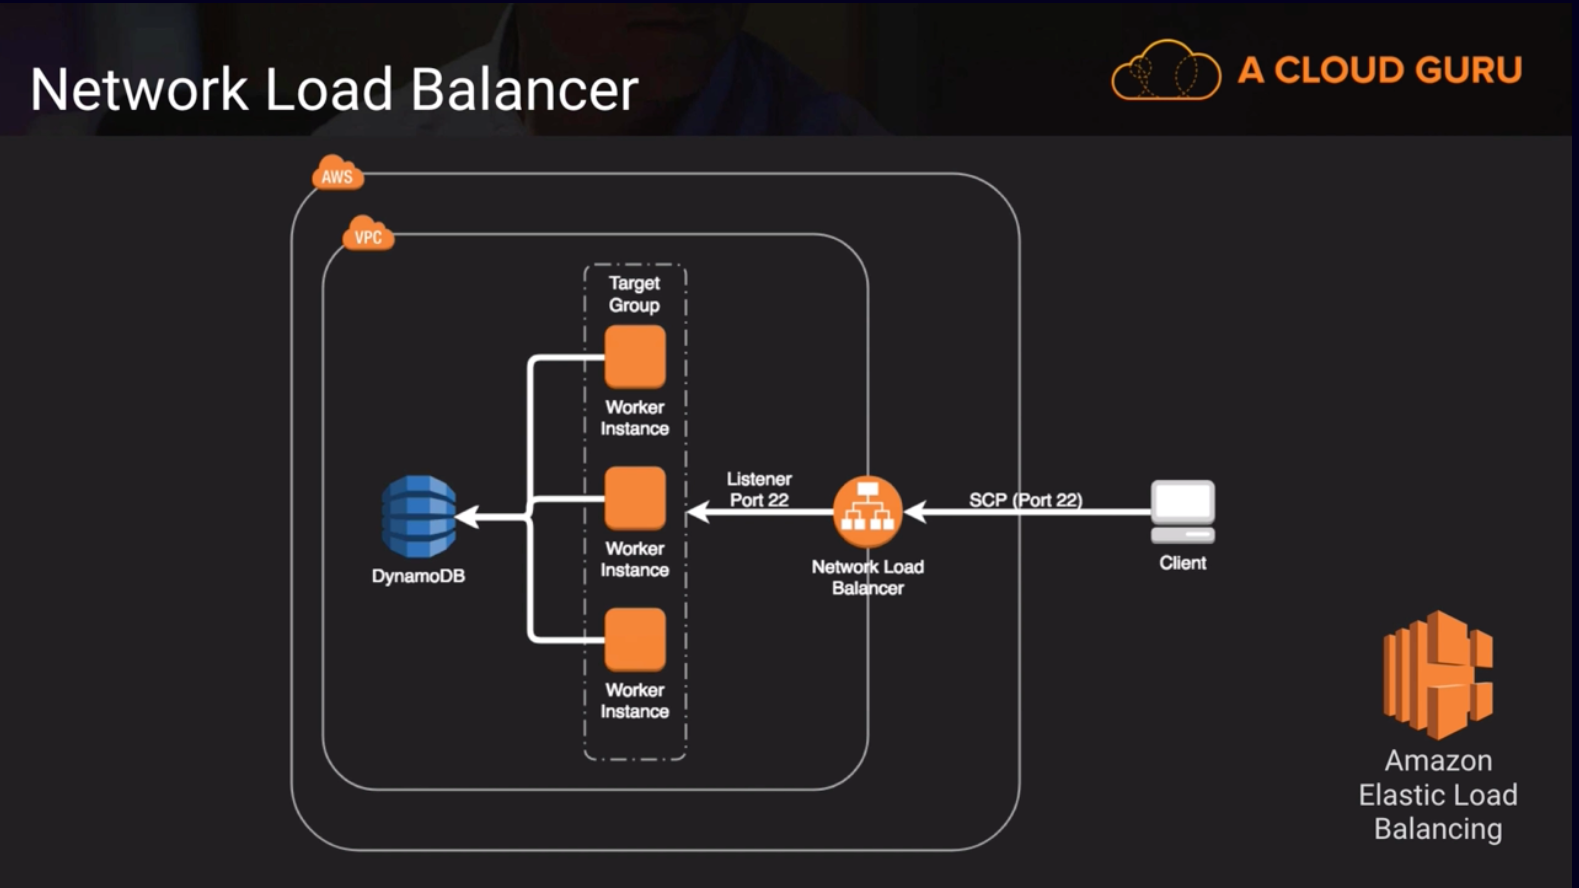 Network Load Balancer
A CLOUD GURU
AWS
VPC
Target
Group
Worker
Instance
Worker
Instance
Worker
Instance
DynamoDB
Listener
Port 22
Network Load
Balancer
SCP (Port 22)
Client
Amazon
Elastic Load
Balancing